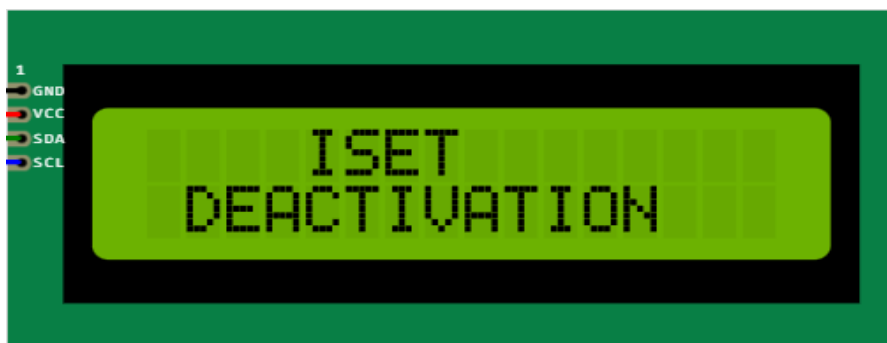 1
GND
VCC
SDA
SCL
ISET
DEACTIVATION